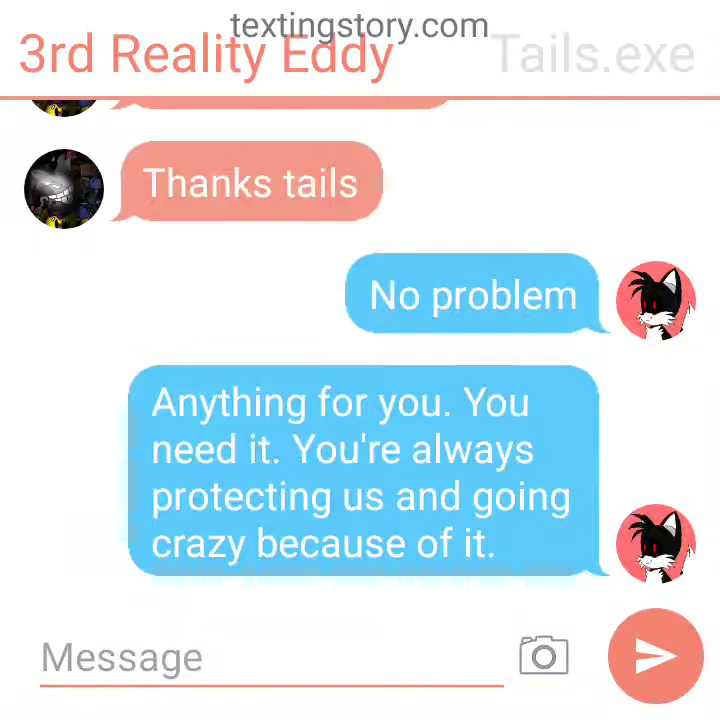 textingstory.com
3rd Reality Eddy
Tails.exe
Thanks tails
No problem
Anything for you. You
need it. You're always
protecting us and going
crazy because of it.
Message